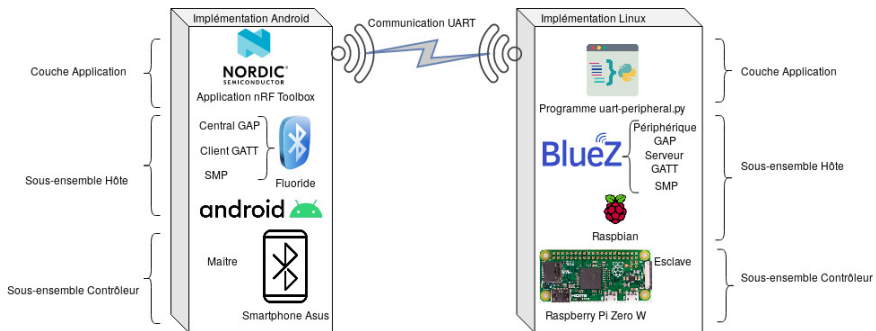 Implémentation Android
Communication UART
Implémentation Linux
Couche Application
NORDIC®
SEMICONDUCTOR
Application nRF Toolbox
Programme uart-peripheral.py
Couche Application
Sous-ensemble Hôte
Central GAP
Client GATT
SMP
Fluoride
android
BlueZ
Périphérique
GAP
Serveur
GATT
SMP
Raspbian
Sous-ensemble Hôte
Sous-ensemble Contrôleur
Maitre
Smartphone Asus
Esclave
Raspberry Pi Zero W
Sous-ensemble Contrôleur